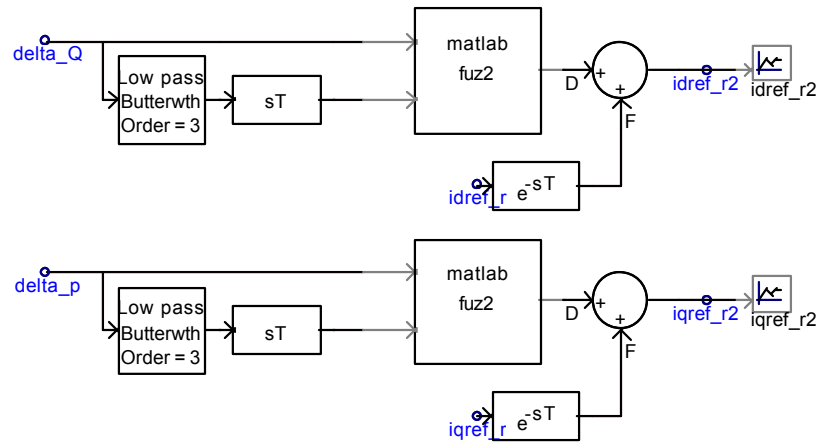 delta_Q
Low pass
Butterwth
Order = 3
sT
matlab
fuz2
D
+
+
F
idref_r2
idref_r2
idref_r
e-sT
delta_p
Low pass
Butterwth
Order = 3
sT
matlab
fuz2
D
+
+
F
iqref_r2
iqref_r2
iqref_r
e-sT